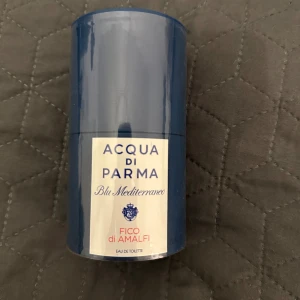 ACQUA
DI
PARMA
Blu Mediterraneo
FICO
di AMALFI
EAU DE TOILETTE